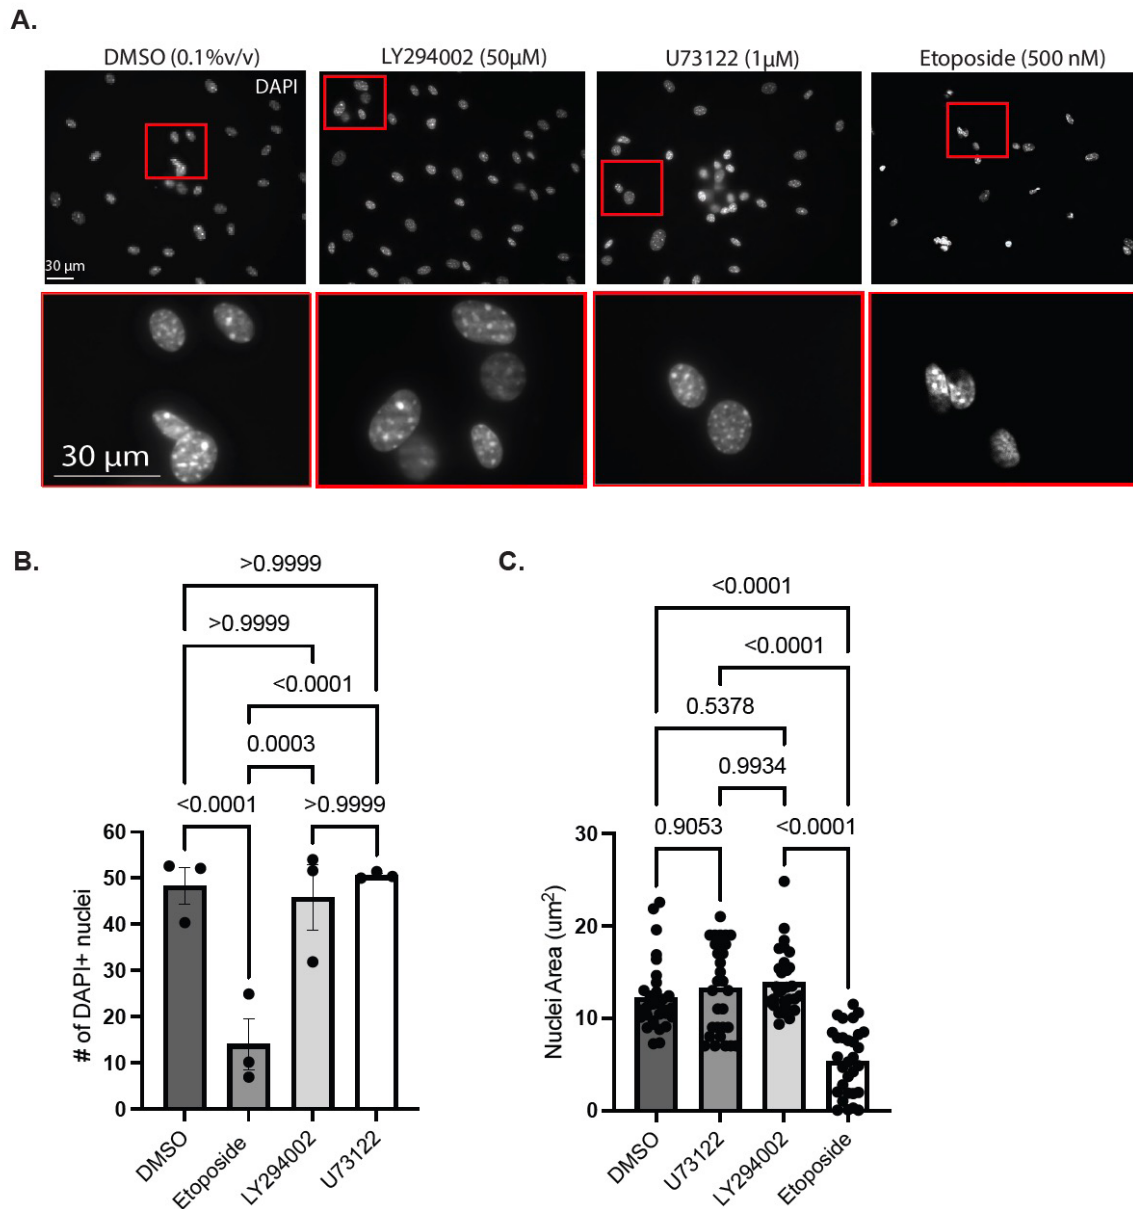 A.
DMSO (0.1%v/v) LY294002 (50µM) U73122 (1µM) Etoposide (500 nM)
DAPI
30 µm
30 µm
B.
>0.9999
>0.9999
<0.0001
0.0003
<0.0001 >0.9999
60
50
40
30
20
10
0
# of DAPI+ nuclei
DMSO
Etoposide
LY294002
U73122
C.
<0.0001
<0.0001
0.5378
0.9934
0.9053 <0.0001
30
20
10
0
Nuclei Area (um²)
DMSO
U73122
LY294002
Etoposide